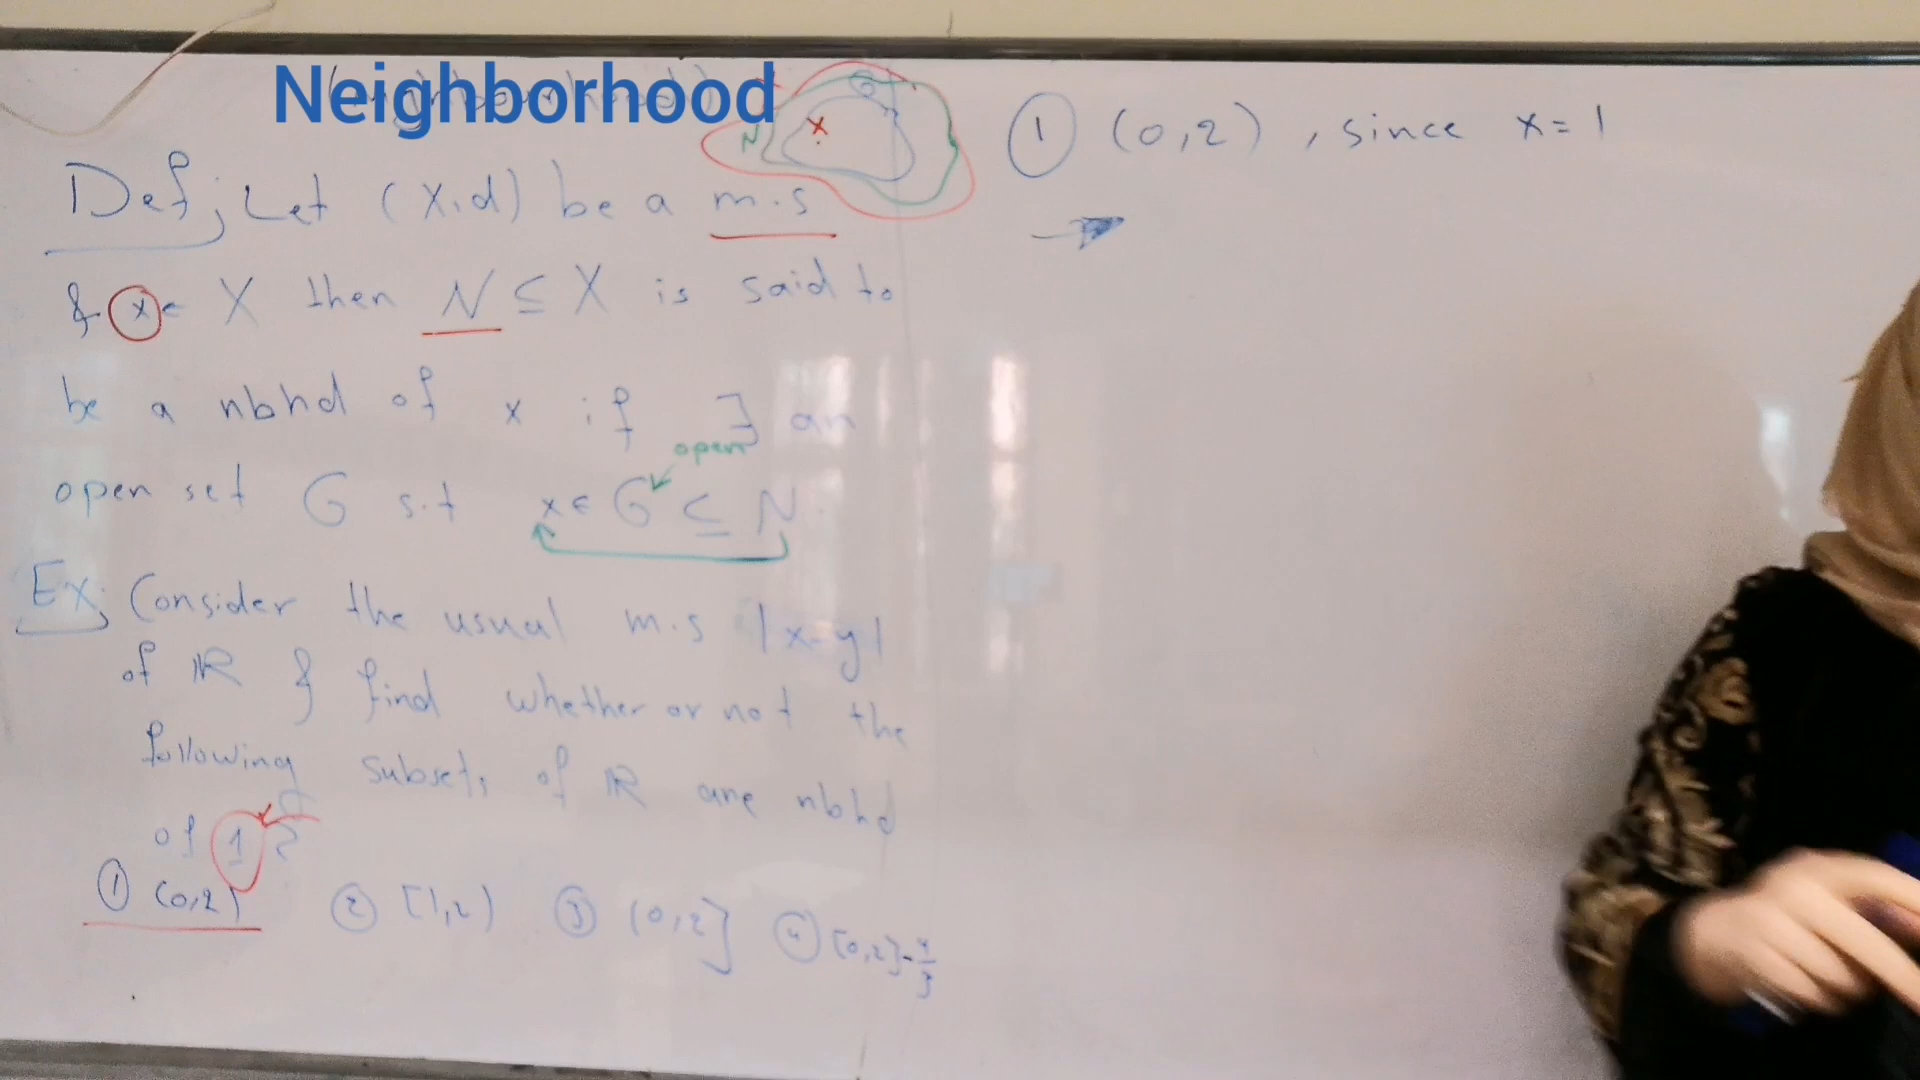 Neighborhood
Def; Let (X,d) be a m.s
& x ∈ X then N ⊆ X is said to
be a nbhd of x if ∃ an
open
open set G s.t x ∈ G ⊆ N
Ex; Consider the usual m.s |x-y|
of ℝ & find whether or not the
following subsets of ℝ are nbhd
of 1 ?
① (0,2) ② [1,2) ③ (0,2] ④ [0,2]-4/3
N G x
① (0,2) , since x=1